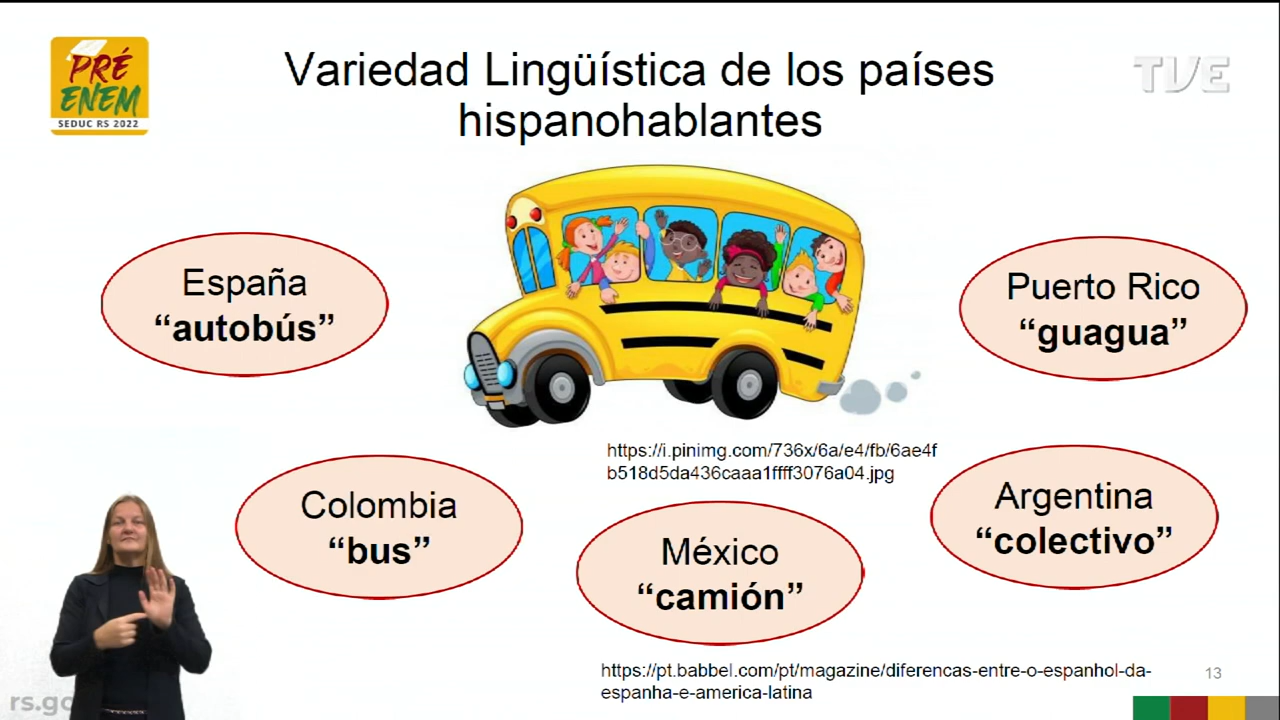 PRÉ
ENEM
SEDUC RS 2022
Variedad Lingüística de los países
hispanohablantes
TVE
España
“autobús”
Puerto Rico
“guagua”
https://i.pinimg.com/736x/6a/e4/fb/6ae4f
b518d5da436caaa1ffff3076a04.jpg
Colombia
“bus”
México
“camión”
Argentina
“colectivo”
https://pt.babbel.com/pt/magazine/diferencas-entre-o-espanhol-da-
espanha-e-america-latina
13
rs.go